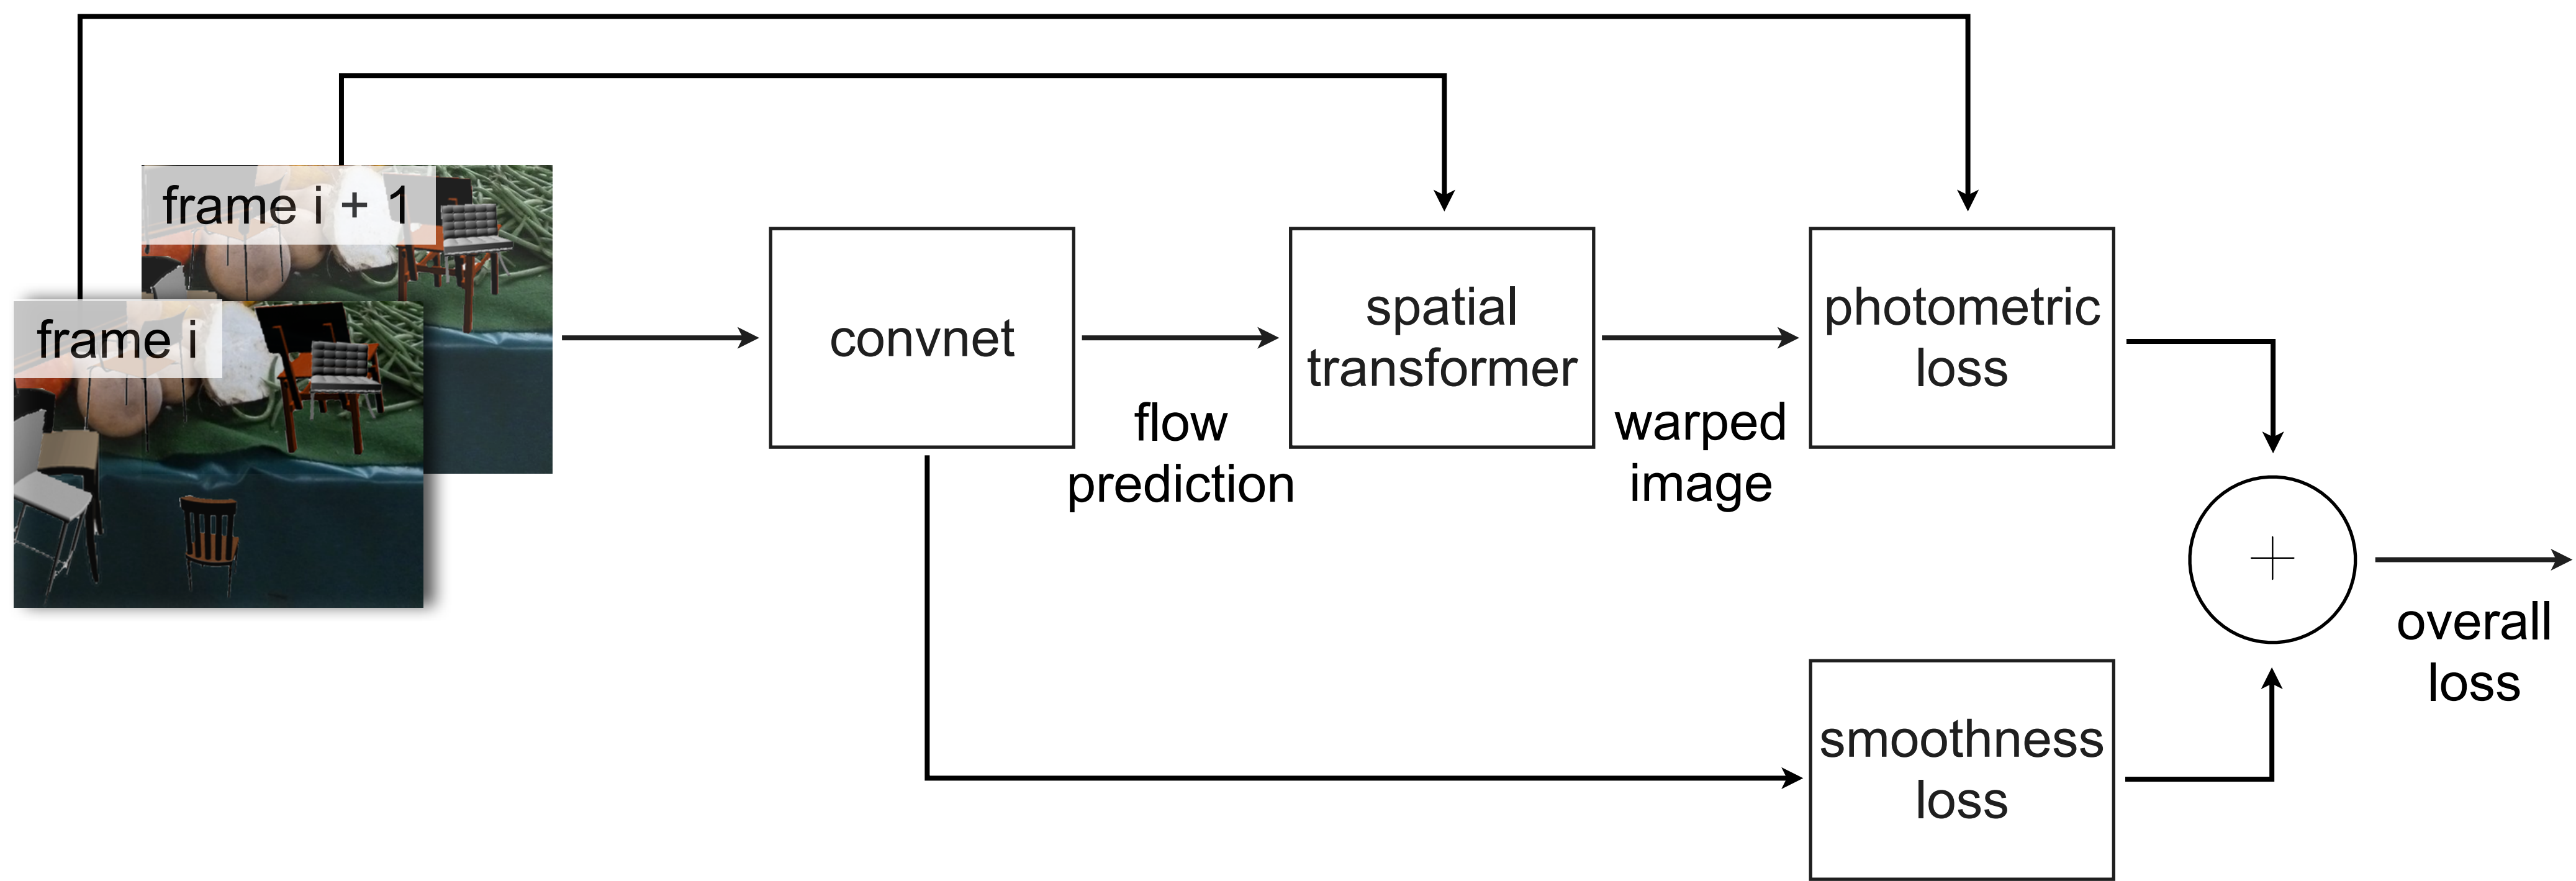 frame i + 1
frame i
convnet
flow
prediction
spatial
transformer
warped
image
photometric
loss
smoothness
loss
+
overall
loss